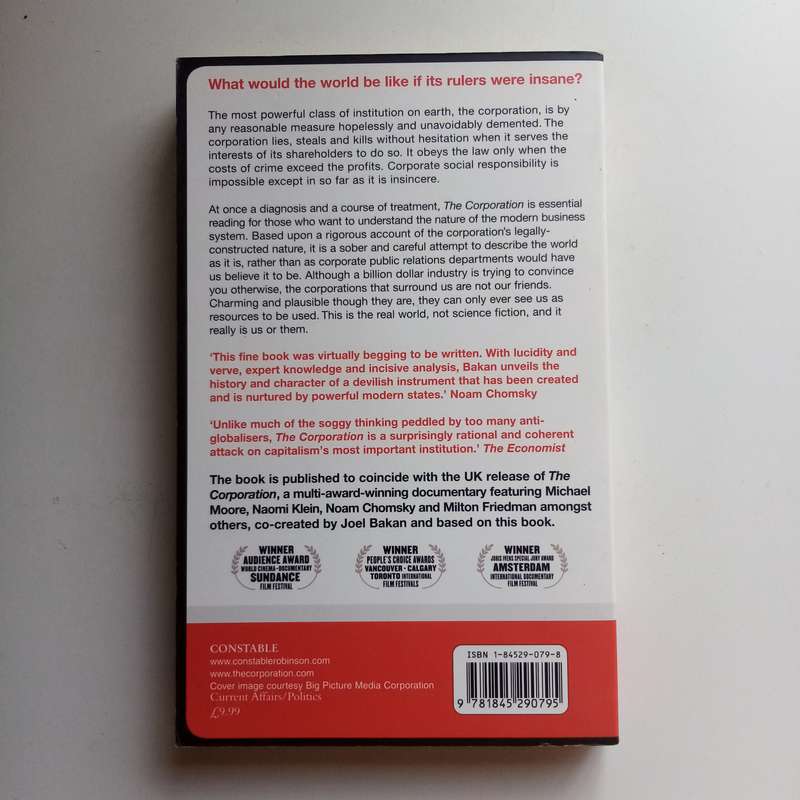 What would the world be like if its rulers were insane?
The most powerful class of institution on earth, the corporation, is by
any reasonable measure hopelessly and unavoidably demented. The
corporation lies, steals and kills without hesitation when it serves the
interests of its shareholders to do so. It obeys the law only when the
costs of crime exceed the profits. Corporate social responsibility is
impossible except in so far as it is insincere.
At once a diagnosis and a course of treatment, The Corporation is essential
reading for those who want to understand the nature of the modern business
system. Based upon a rigorous account of the corporation's legally-
constructed nature, it is a sober and careful attempt to describe the world
as it is, rather than as corporate public relations departments would have
us believe it to be. Although a billion dollar industry is trying to convince
you otherwise, the corporations that surround us are not our friends.
Charming and plausible though they are, they can only ever see us as
resources to be used. This is the real world, not science fiction, and it
really is us or them.
'This fine book was virtually begging to be written. With lucidity and
verve, expert knowledge and incisive analysis, Bakan unveils the
history and character of a devilish instrument that has been created
and is nurtured by powerful modern states.' Noam Chomsky
'Unlike much of the soggy thinking peddled by too many anti-
globalisers, The Corporation is a surprisingly rational and coherent
attack on capitalism's most important institution.' The Economist
The book is published to coincide with the UK release of The
Corporation, a multi-award-winning documentary featuring Michael
Moore, Naomi Klein, Noam Chomsky and Milton Friedman amongst
others, co-created by Joel Bakan and based on this book.
WINNER
AUDIENCE AWARD
WORLD CINEMA - DOCUMENTARY
SUNDANCE
FILM FESTIVAL
WINNER
PEOPLE'S CHOICE AWARDS
VANCOUVER - CALGARY
TORONTO INTERNATIONAL
FILM FESTIVALS
WINNER
JORIS IVENS SPECIAL JURY AWARD
AMSTERDAM
INTERNATIONAL DOCUMENTARY
FILM FESTIVAL
CONSTABLE
www.constablerobinson.com
www.thecorporation.com
Cover image courtesy Big Picture Media Corporation
Current Affairs/Politics
£9.99
ISBN 1-84529-079-8
9 781845 290795